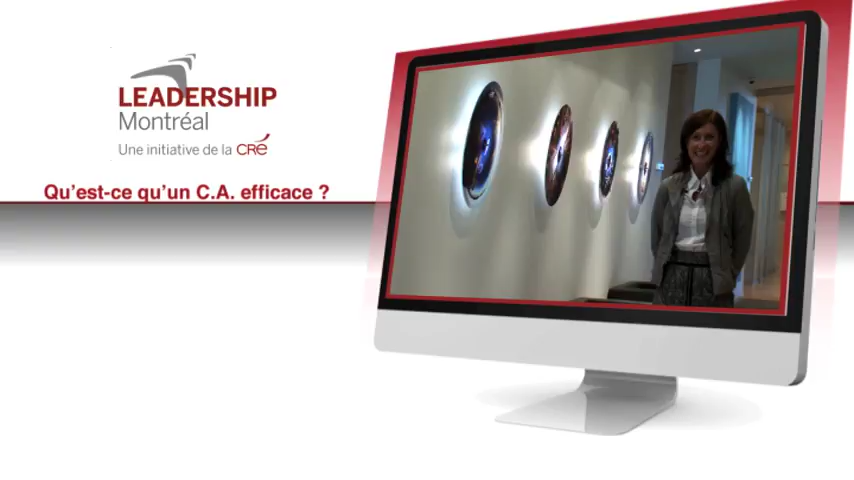 LEADERSHIP
Montréal
Une initiative de la CRé
Qu'est-ce qu'un C.A. efficace ?